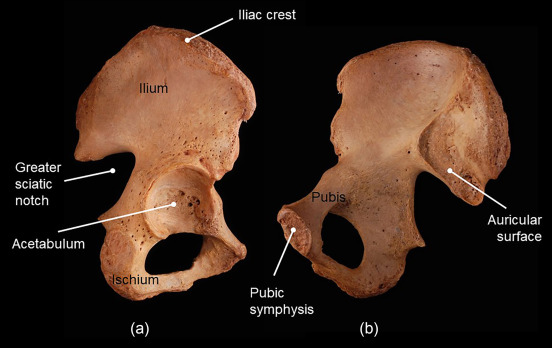 Iliac crest
Ilium
Greater
sciatic
notch
Acetabulum
Ischium
(a)
Pubis
Auricular
surface
Pubic
symphysis
(b)